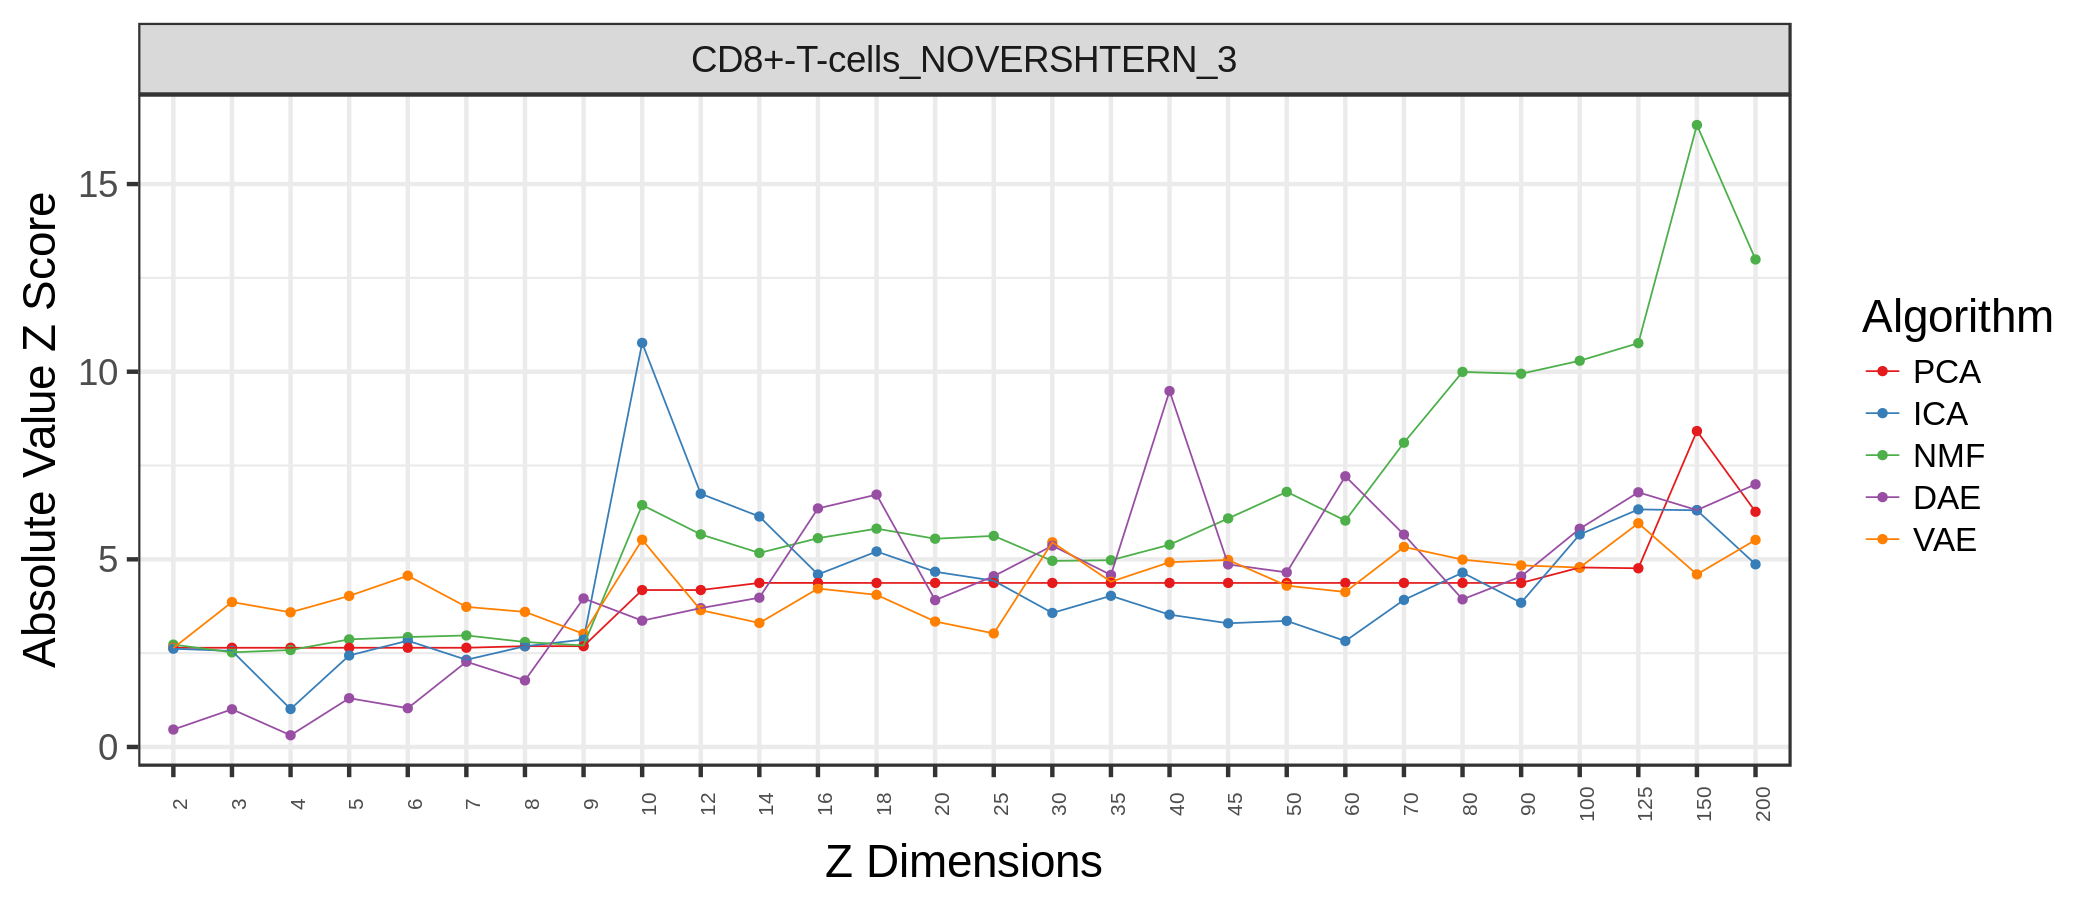 CD8+-T-cells_NOVERSHTERN_3
Absolute Value Z Score
15
10
5
0
2 3 4 5 6 7 8 9 10 12 14 16 18 20 25 30 35 40 45 50 60 70 80 90 100 125 150 200
Z Dimensions
Algorithm
PCA
ICA
NMF
DAE
VAE